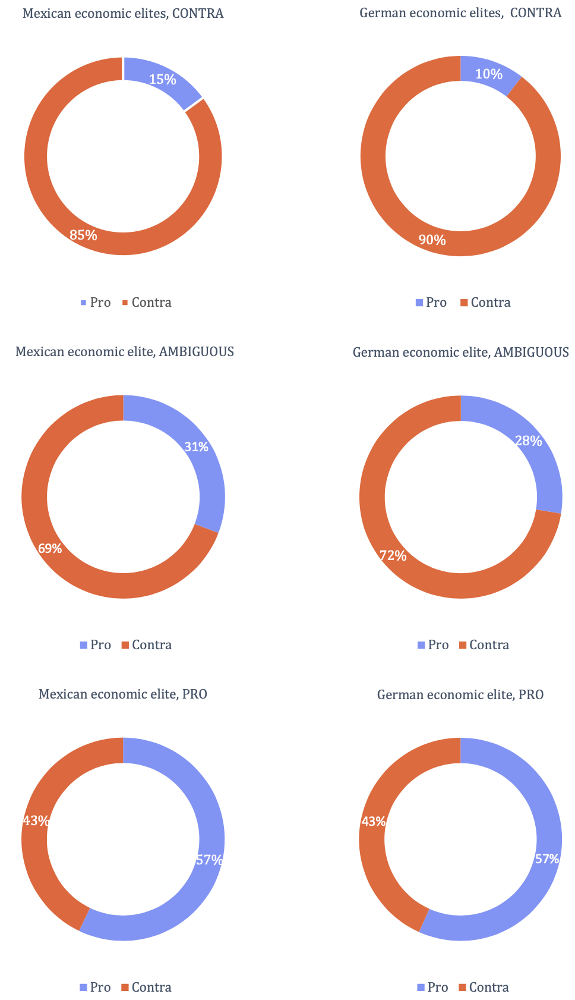 Mexican economic elites, CONTRA
15%
85%
Pro Contra
German economic elites,  CONTRA
10%
90%
Pro Contra
Mexican economic elite, AMBIGUOUS
31%
69%
Pro Contra
German economic elite, AMBIGUOUS
28%
72%
Pro Contra
Mexican economic elite, PRO
43%
57%
Pro Contra
German economic elite, PRO
43%
57%
Pro Contra